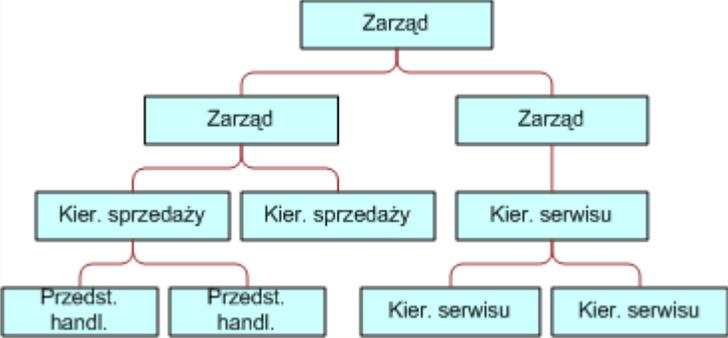 Zarząd
Zarząd
Zarząd
Kier. sprzedaży
Kier. sprzedaży
Kier. serwisu
Przedst.
handl.
Przedst.
handl.
Kier. serwisu
Kier. serwisu